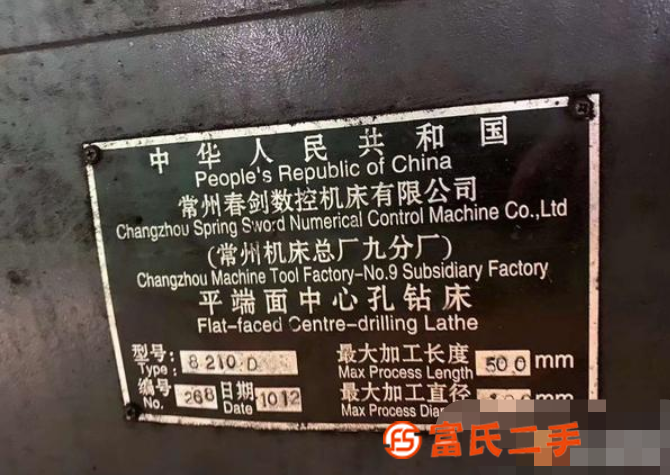 中华人民共和国
People's Republic of China
常州春剑数控机床有限公司
Changzhou Spring Sword Numerical Control Machine Co.,Ltd
(常州机床总厂九分厂)
Changzhou Machine Tool Factory-No.9 Subsidiary Factory
平端面中心孔钻床
Flat-faced Centre-drilling Lathe
型号: 8210D 最大加工长度 500 mm
Type: Max Process Length
编号 268 日期 1012 最大加工直径
No. Date Max Process
富氏二手